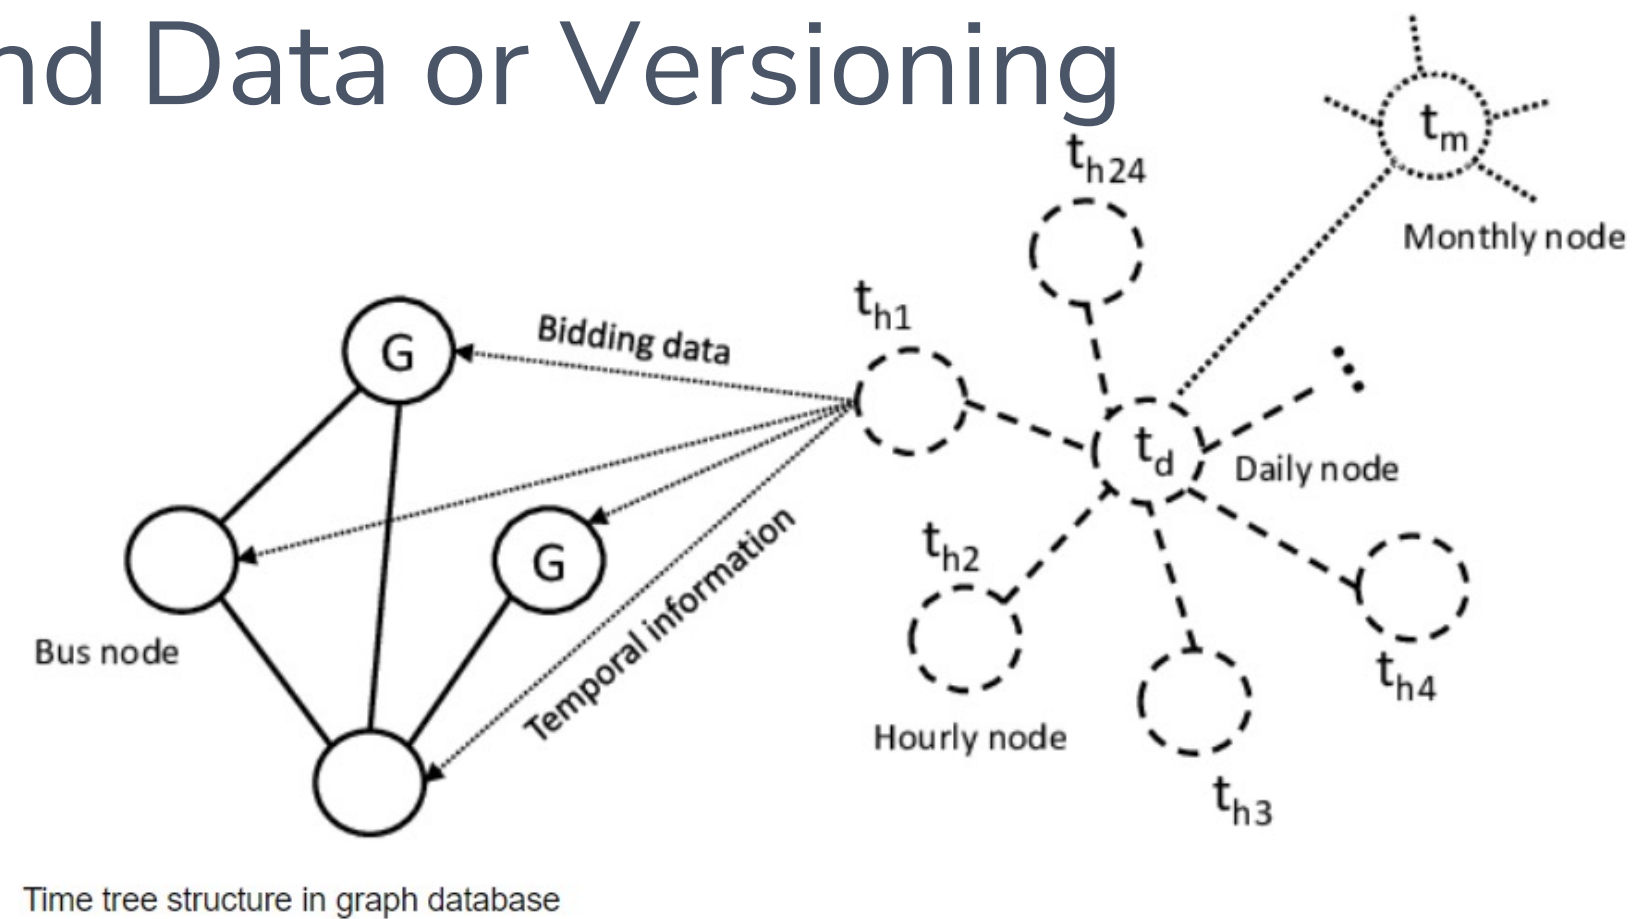 nd Data or Versioning
tm
Monthly node
th24
th1
Bidding data
G
td
Daily node
G
Temporal information
th2
Bus node
Hourly node
th4
th3
Time tree structure in graph database